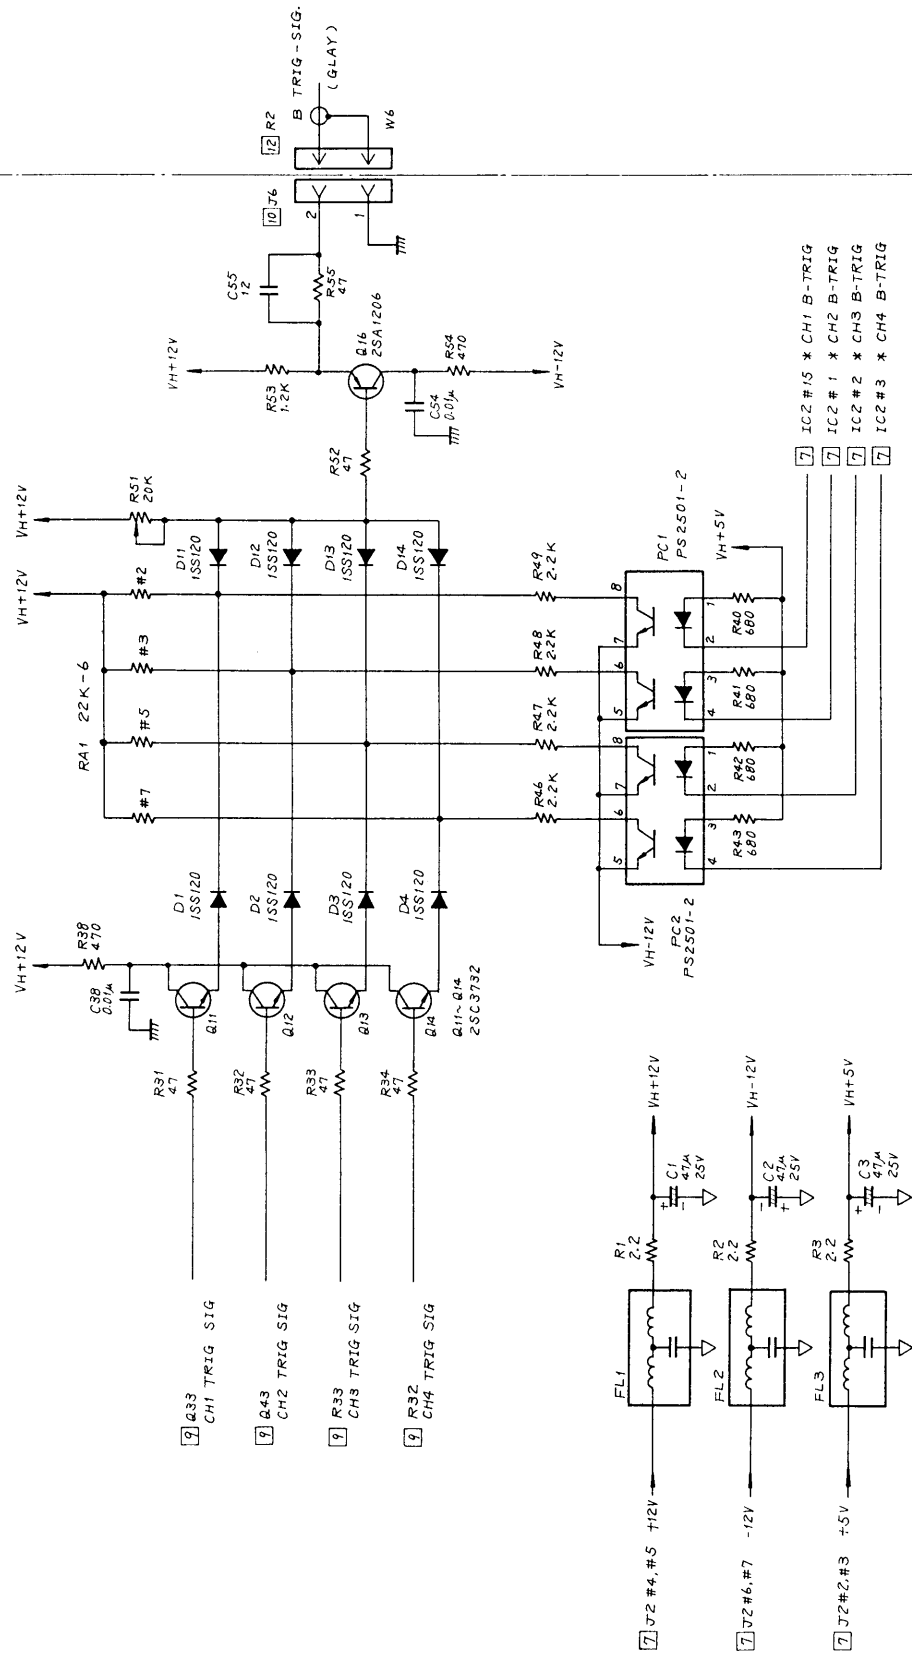 12 R2
B TRIG-SIG.
(GLAY)
W6
10 J6
2
1
C55
12
R55
47
VH+12V
R53
1.2K
Q16
2SA1206
R54
470
VH-12V
C54
0.01μ
R52
47
VH+12V
R51
20K
VH+12V
RA1 22K-6
#2
#3
#5
#7
D11
1SS120
D12
1SS120
D13
1SS120
D14
1SS120
D1
1SS120
D2
1SS120
D3
1SS120
D4
1SS120
R49
2.2K
R48
2.2K
R47
2.2K
R46
2.2K
PC1
PS2501-2
8
7
6
5
1
2
3
4
PC2
PS2501-2
8
7
6
5
1
2
3
4
VH+5V
R40
680
R41
680
R42
680
R43
680
VH-12V
7 IC2 #15 * CH1 B-TRIG
7 IC2 #1 * CH2 B-TRIG
7 IC2 #2 * CH3 B-TRIG
7 IC2 #3 * CH4 B-TRIG
VH+12V
R38
470
C38
0.01μ
Q11
Q12
Q13
Q14
Q11~Q14
2SC3732
R31
47
R32
47
R33
47
R34
47
9 Q33
CH1 TRIG SIG
9 Q43
CH2 TRIG SIG
9 R33
CH3 TRIG SIG
9 R32
CH4 TRIG SIG
7 J2 #4,#5 +12V
FL1
R1
2.2
C1
47μ
25V
+
-
VH+12V
7 J2 #6,#7 -12V
FL2
R2
2.2
C2
47μ
25V
-
+
VH-12V
7 J2 #2,#3 +5V
FL3
R3
2.2
C3
47μ
25V
+
-
VH+5V